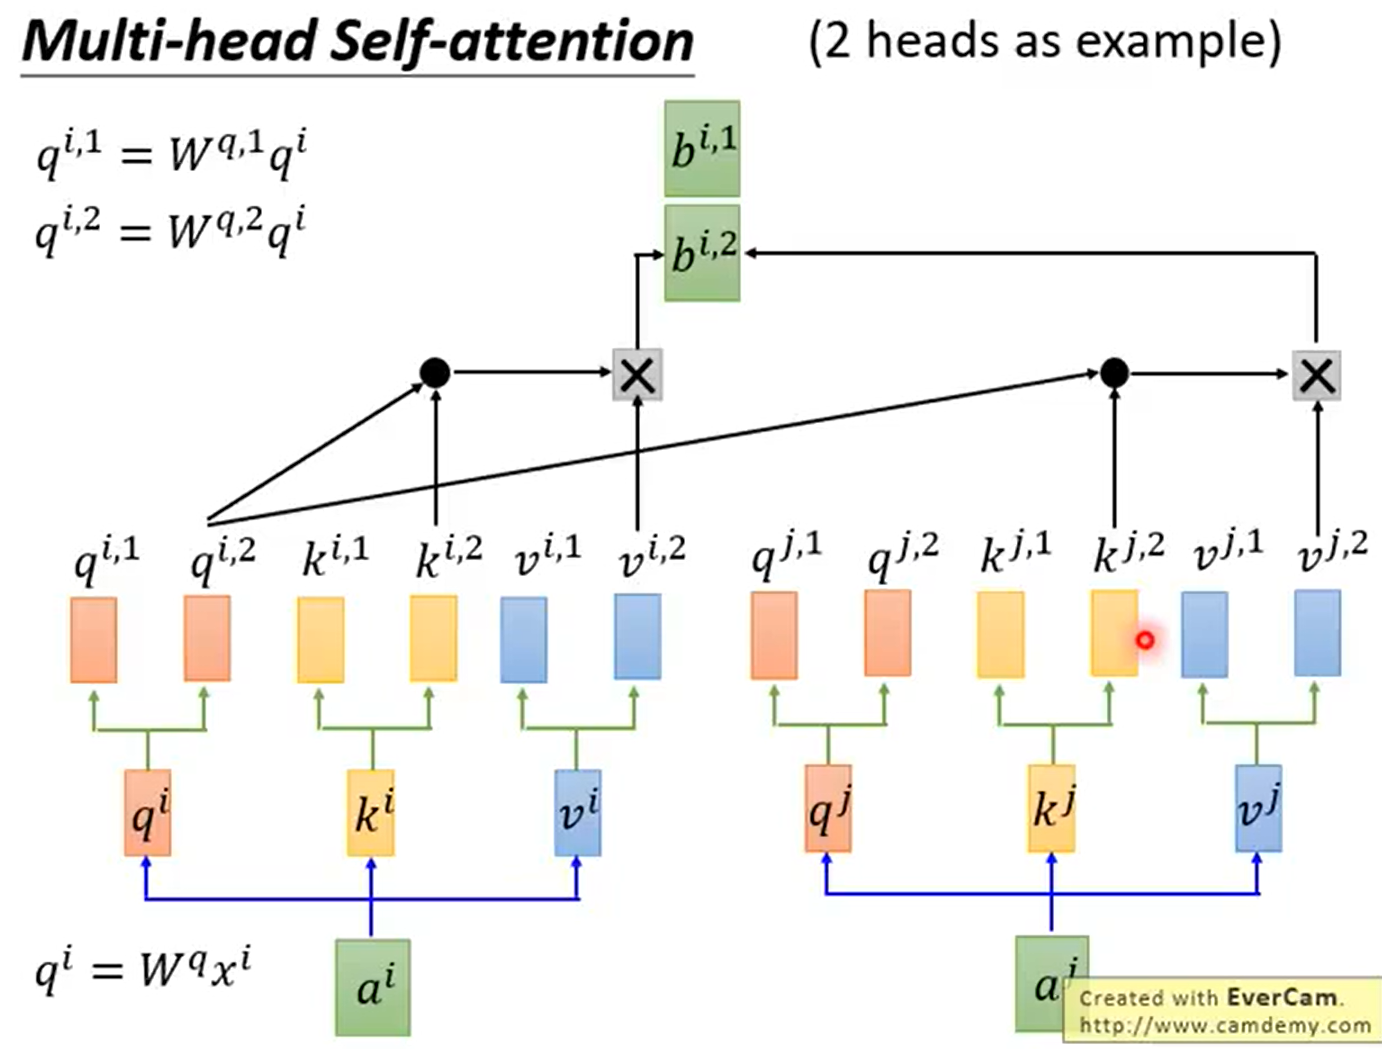 Multi-head Self-attention (2 heads as example)
q^{i,1} = W^{q,1}q^i
q^{i,2} = W^{q,2}q^i
b^{i,1}
b^{i,2}
q^{i,1} q^{i,2} k^{i,1} k^{i,2} v^{i,1} v^{i,2} q^{j,1} q^{j,2} k^{j,1} k^{j,2} v^{j,1} v^{j,2}
q^i k^i v^i q^j k^j v^j
q^i = W^q x^i
a^i a^j
Created with EverCam.
http://www.camdemy.com